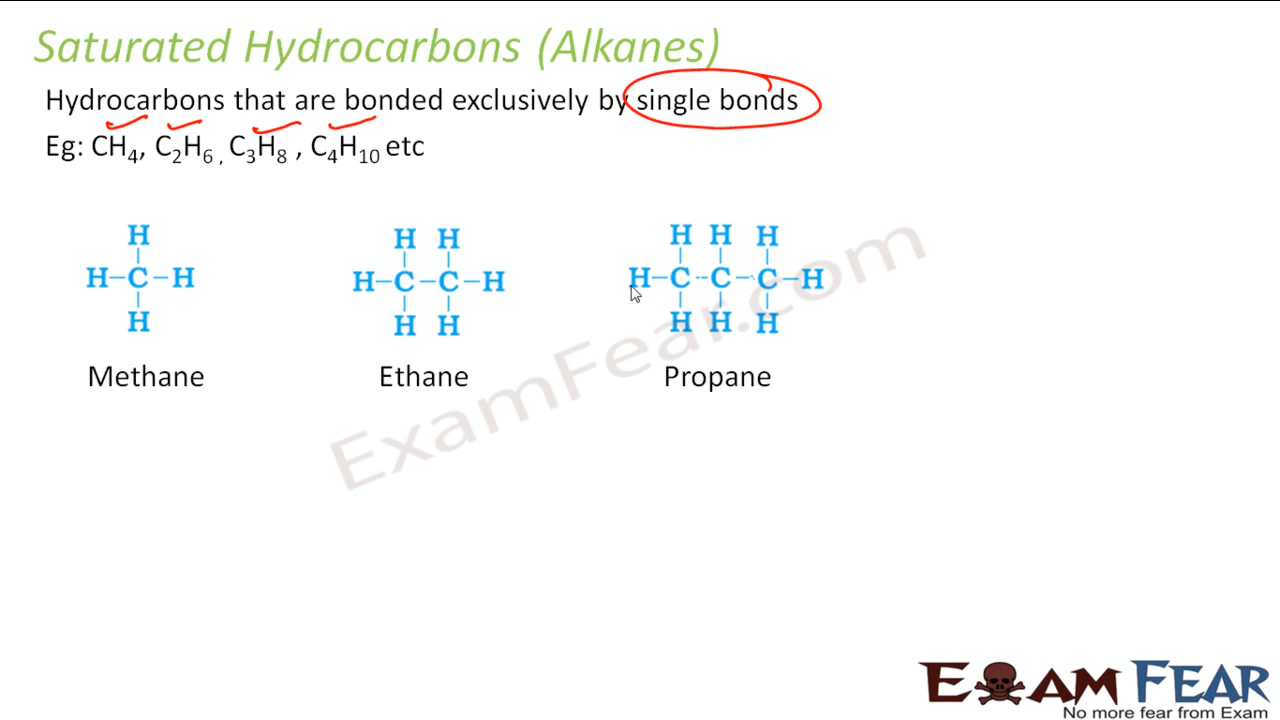 Saturated Hydrocarbons (Alkanes)
Hydrocarbons that are bonded exclusively by single bonds
Eg: CH4, C2H6 , C3H8 , C4H10 etc
H
H–C–H
H
H H
H–C–C–H
H H
H H H
H–C–C–C–H
H H H
Methane
Ethane
Propane
ExamFear.com
EXAM FEAR
No more fear from Exam